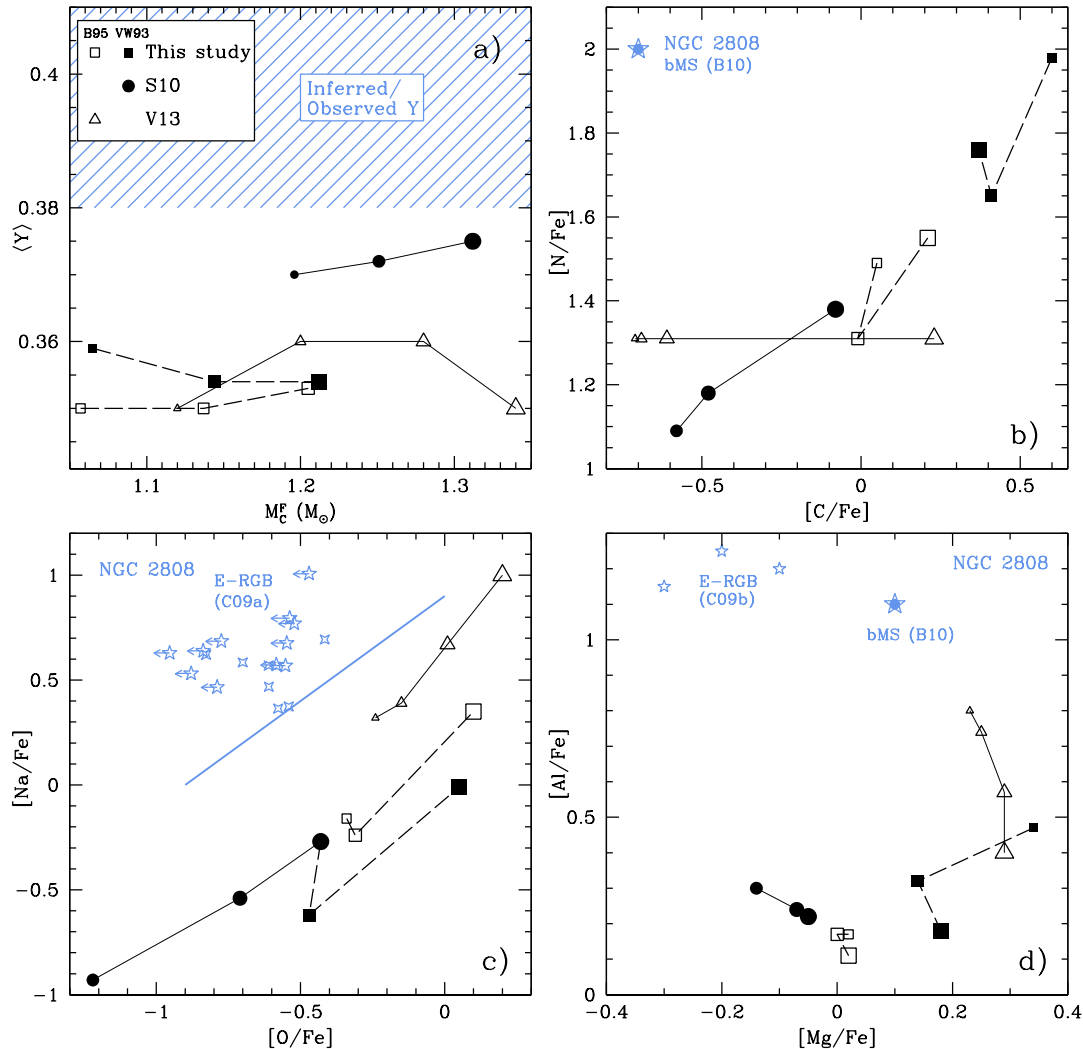 B95 VW93
This study
S10
V13
a)
Inferred/
Observed Y
0.4
0.38
0.36
⟨Y⟩
1.1
1.2
1.3
M_C^F (M_⊙)
NGC 2808
bMS (B10)
b)
2
1.8
1.6
1.4
1.2
1
[N/Fe]
−0.5
0
0.5
[C/Fe]
NGC 2808
E−RGB
(C09a)
c)
1
0.5
0
−0.5
−1
[Na/Fe]
−1
−0.5
0
[O/Fe]
NGC 2808
E−RGB
(C09b)
bMS (B10)
d)
1
0.5
0
[Al/Fe]
−0.4
−0.2
0
0.2
0.4
[Mg/Fe]